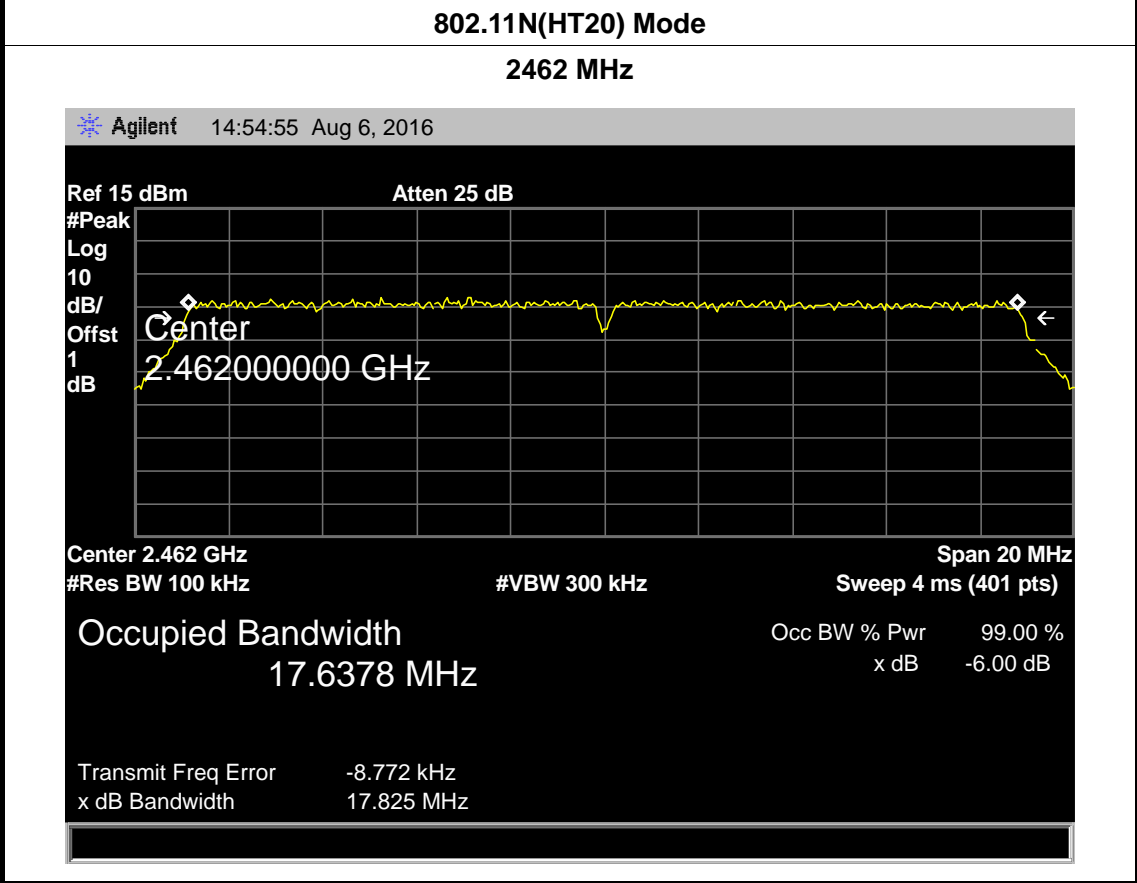 802.11N(HT20) Mode
2462 MHz
Agilent 14:54:55 Aug 6, 2016
Ref 15 dBm Atten 25 dB
#Peak
Log
10
dB/
Offst
1
dB
Center
2.462000000 GHz
Center 2.462 GHz Span 20 MHz
#Res BW 100 kHz #VBW 300 kHz Sweep 4 ms (401 pts)
Occupied Bandwidth Occ BW % Pwr 99.00 %
17.6378 MHz x dB -6.00 dB
Transmit Freq Error -8.772 kHz
x dB Bandwidth 17.825 MHz